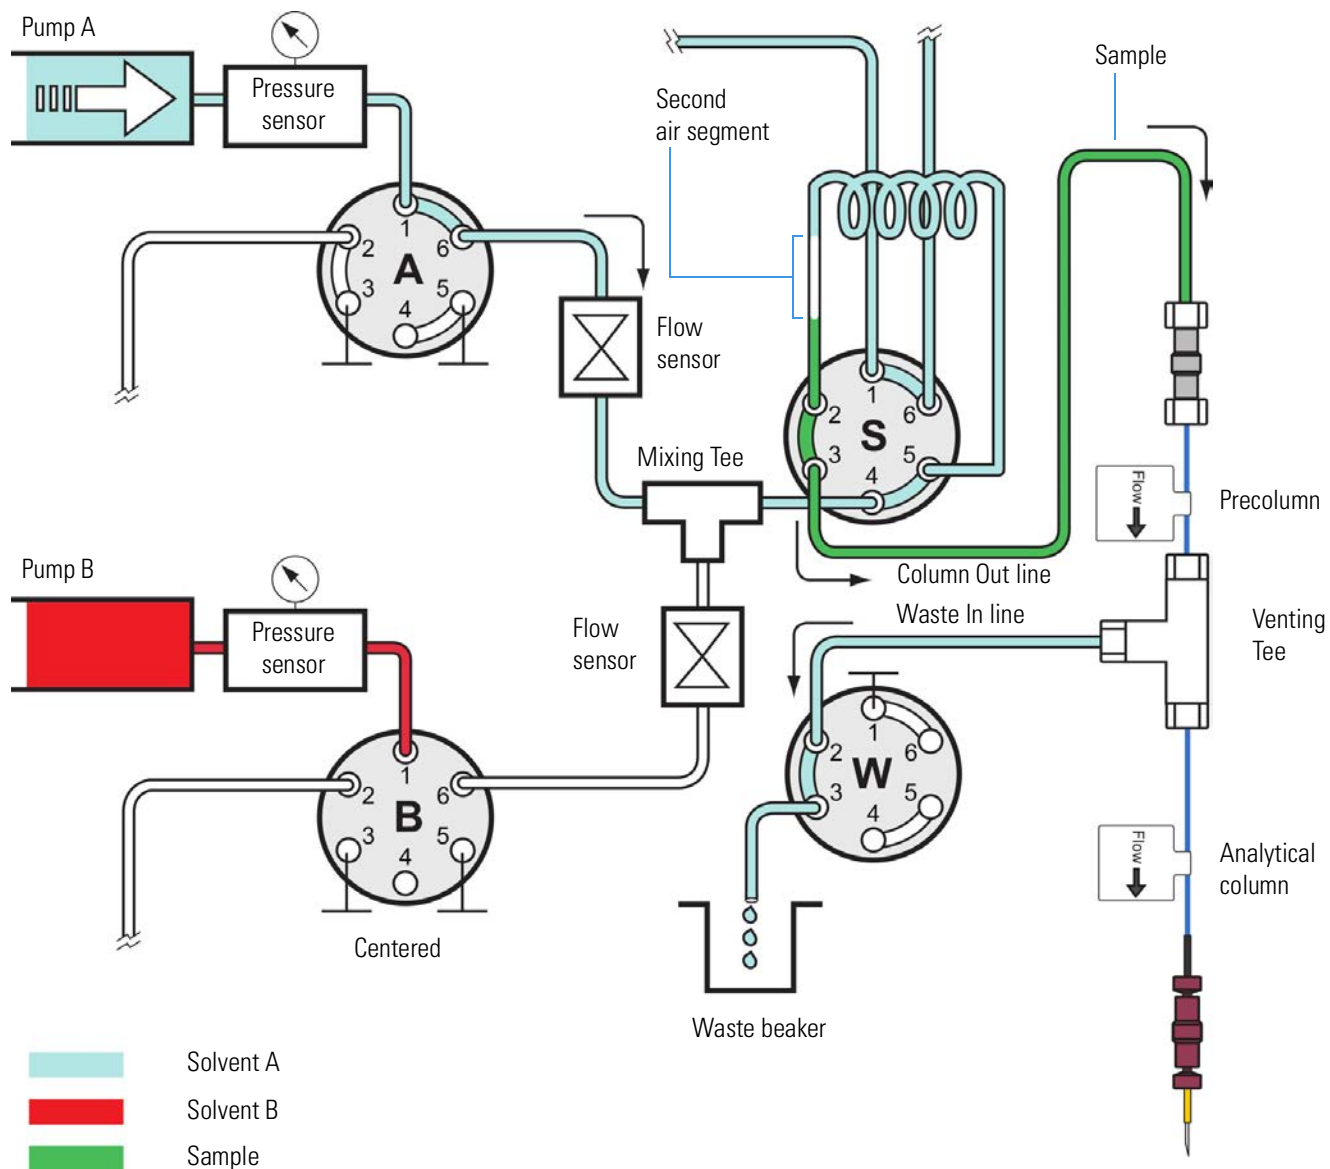 Pump A
Pressure
sensor
Second
air segment
Sample
1
2
6
A
3
5
4
Flow
sensor
1
2
6
S
3
5
4
Mixing Tee
Flow
Precolumn
Column Out line
Waste In line
Venting
Tee
Pump B
Pressure
sensor
Flow
sensor
1
2
6
B
3
5
4
Centered
1
2
6
W
3
5
4
Flow
Analytical
column
Waste beaker
Solvent A
Solvent B
Sample